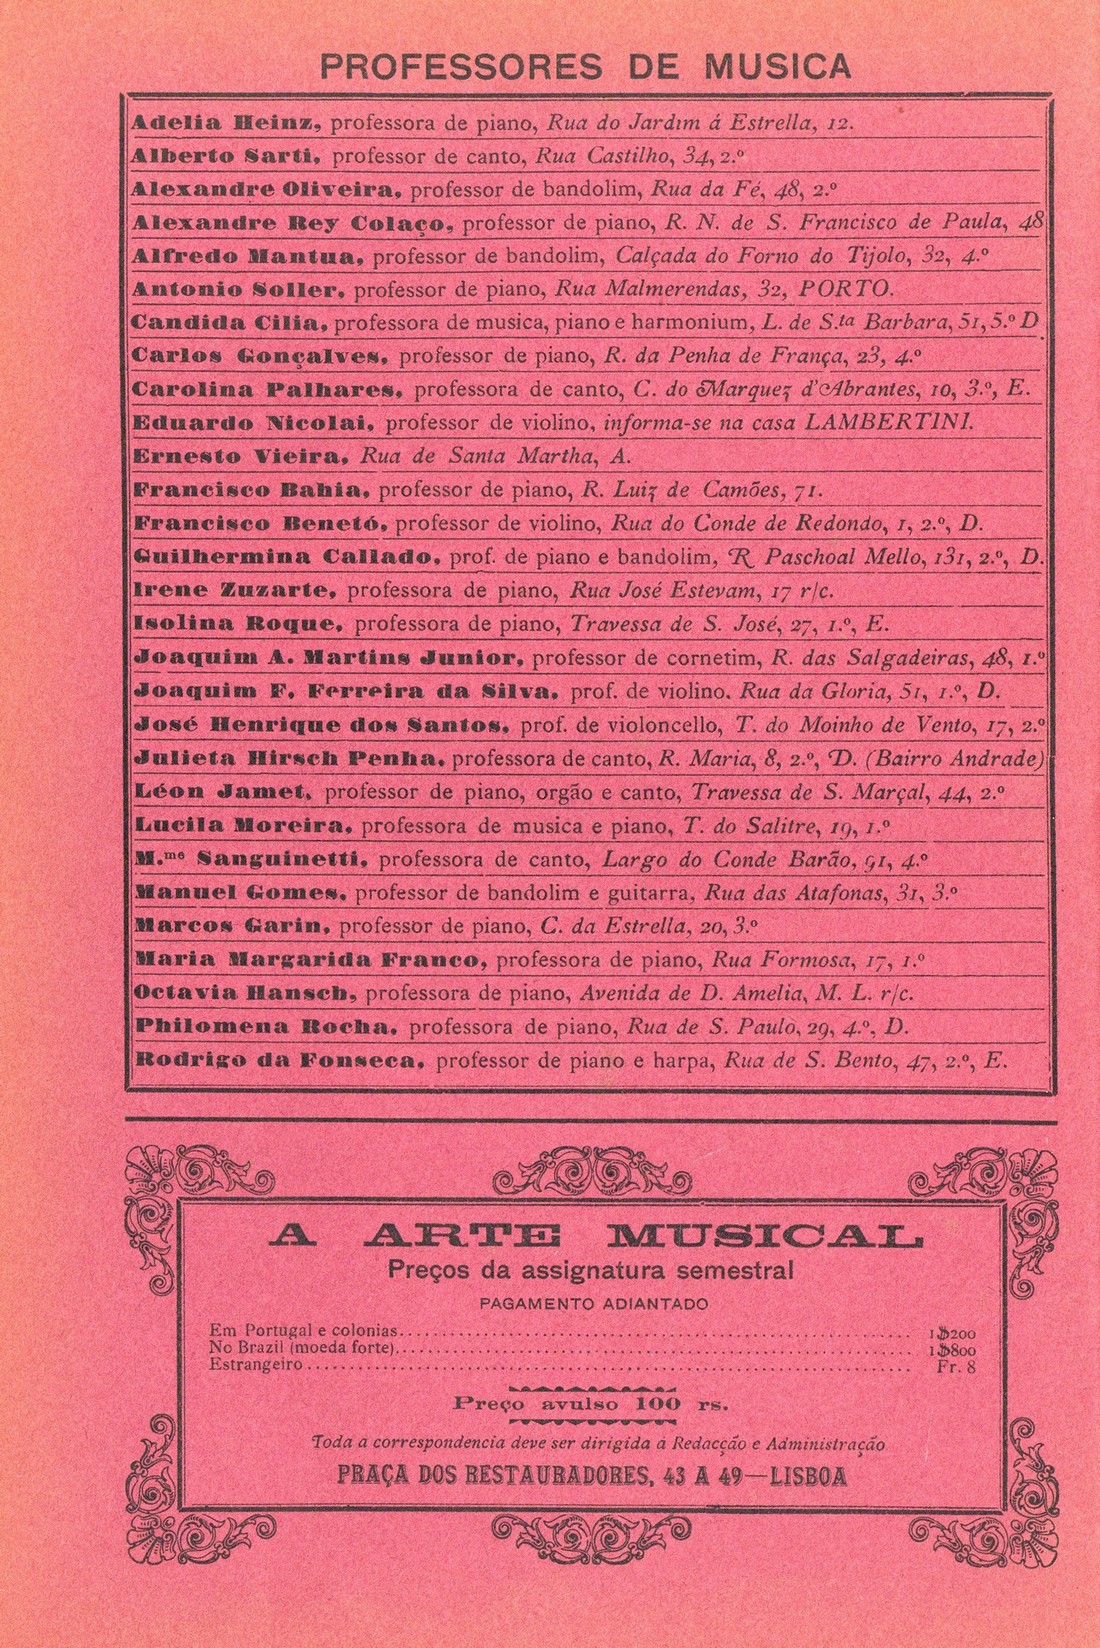 PROFESSORES DE MUSICA
Adelia Heinz, professora de piano, Rua do Jardim á Estrella, 12.
Alberto Sarti, professor de canto, Rua Castilho, 34, 2.º
Alexandre Oliveira, professor de bandolim, Rua da Fé, 48, 2.º
Alexandre Rey Colaço, professor de piano, R. N. de S. Francisco de Paula, 48
Alfredo Mantua, professor de bandolim, Calçada do Forno do Tijolo, 32, 4.º
Antonio Soller, professor de piano, Rua Malmerendas, 32, PORTO.
Candida Cilia, professora de musica, piano e harmonium, L. de S.ta Barbara, 51, 5.º D.
Carlos Gonçalves, professor de piano, R. da Penha de França, 23, 4.º
Carolina Palhares, professora de canto, C. do Marquez d'Abrantes, 10, 3.º, E.
Eduardo Nicolai, professor de violino, informa-se na casa LAMBERTINI.
Ernesto Vieira, Rua de Santa Martha, A.
Francisco Bahia, professor de piano, R. Luiz de Camões, 71.
Francisco Benetó, professor de violino, Rua do Conde de Redondo, 1, 2.º, D.
Guilhermina Callado, prof. de piano e bandolim, R. Paschoal Mello, 131, 2.º, D.
Irene Zuzarte, professora de piano, Rua José Estevam, 17 r/c.
Isolina Roque, professora de piano, Travessa de S. José, 27, 1.º, E.
Joaquim A. Martins Junior, professor de cornetim, R. das Salgadeiras, 48, 1.º
Joaquim F. Ferreira da Silva, prof. de violino. Rua da Gloria, 51, 1.º, D.
José Henrique dos Santos, prof. de violoncello, T. do Moinho de Vento, 17, 2.º
Julieta Hirsch Penha, professora de canto, R. Maria, 8, 2.º, D. (Bairro Andrade)
Léon Jamet, professor de piano, orgão e canto, Travessa de S. Marçal, 44, 2.º
Lucila Moreira, professora de musica e piano, T. do Salitre, 19, 1.º
M.me Sanguinetti, professora de canto, Largo do Conde Barão, 91, 4.º
Manuel Gomes, professor de bandolim e guitarra, Rua das Atafonas, 31, 3.º
Marcos Garin, professor de piano, C. da Estrella, 20, 3.º
Maria Margarida Franco, professora de piano, Rua Formosa, 17, 1.º
Octavia Hansch, professora de piano, Avenida de D. Amelia, M. L. r/c.
Philomena Rocha, professora de piano, Rua de S. Paulo, 29, 4.º, D.
Rodrigo da Fonseca, professor de piano e harpa, Rua de S. Bento, 47, 2.º, E.
A ARTE MUSICAL
Preços da assignatura semestral
PAGAMENTO ADIANTADO
Em Portugal e colonias........ 1$200
No Brazil (moeda forte)........ 1$800
Estrangeiro........ Fr. 8
Preço avulso 100 rs.
Toda a correspondencia deve ser dirigida á Redacção e Administração
PRAÇA DOS RESTAURADORES, 43 A 49—LISBOA